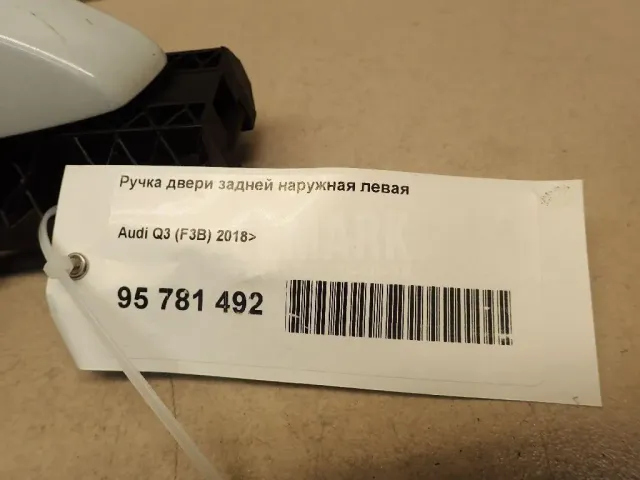 Ручка двери задней наружная левая
Audi Q3 (F3B) 2018>
95 781 492